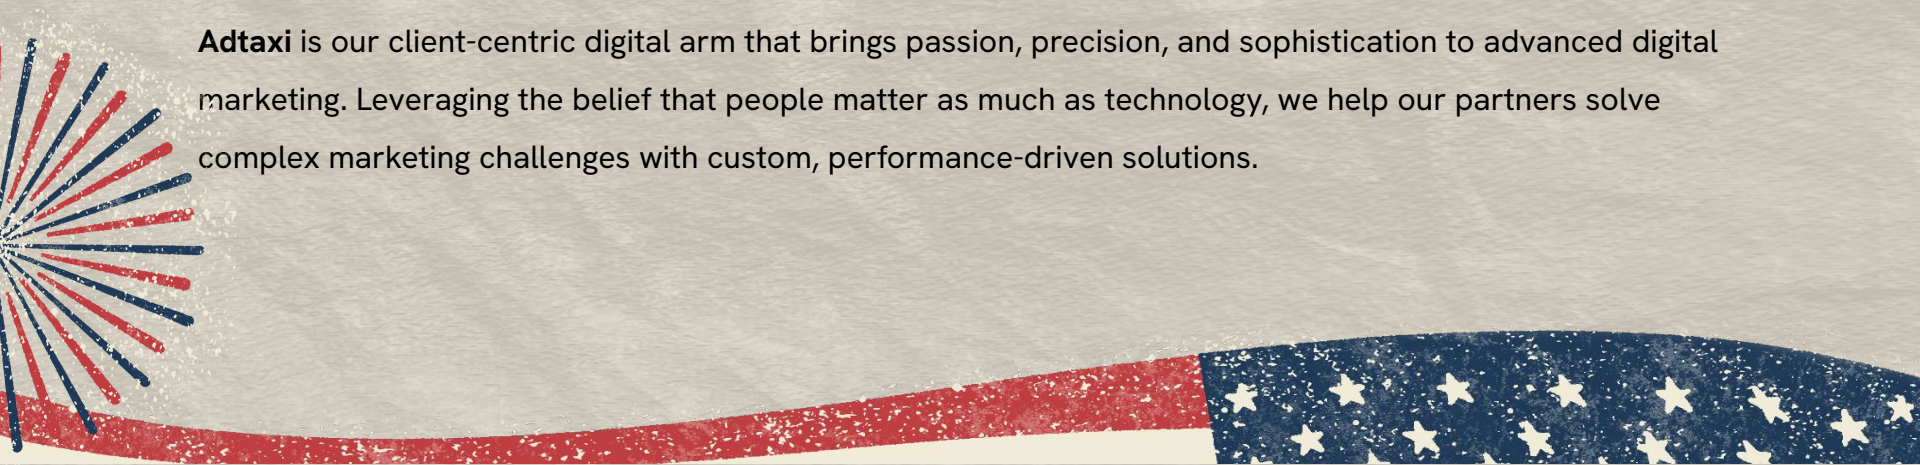 Adtaxi is our client-centric digital arm that brings passion, precision, and sophistication to advanced digital
marketing. Leveraging the belief that people matter as much as technology, we help our partners solve
complex marketing challenges with custom, performance-driven solutions.